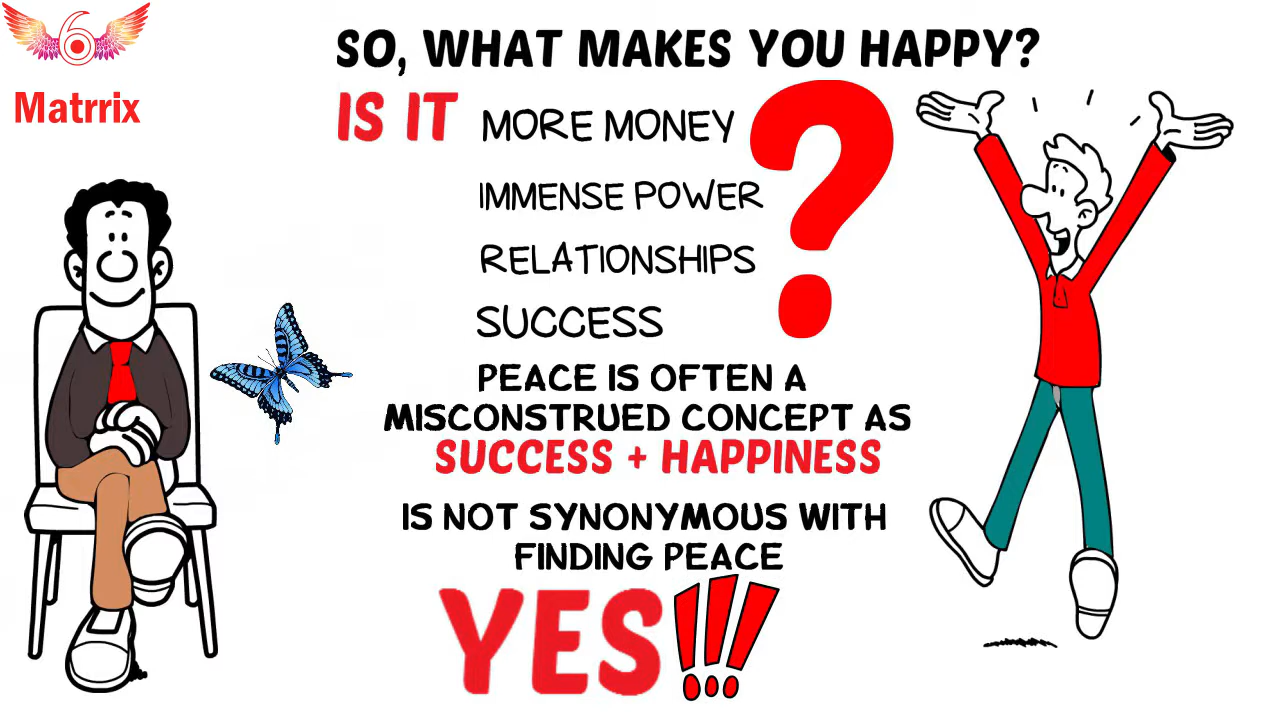 6
Matrrix
SO, WHAT MAKES YOU HAPPY?
IS IT MORE MONEY ?
IMMENSE POWER
RELATIONSHIPS
SUCCESS
PEACE IS OFTEN A
MISCONSTRUED CONCEPT AS
SUCCESS + HAPPINESS
IS NOT SYNONYMOUS WITH
FINDING PEACE
YES!!!